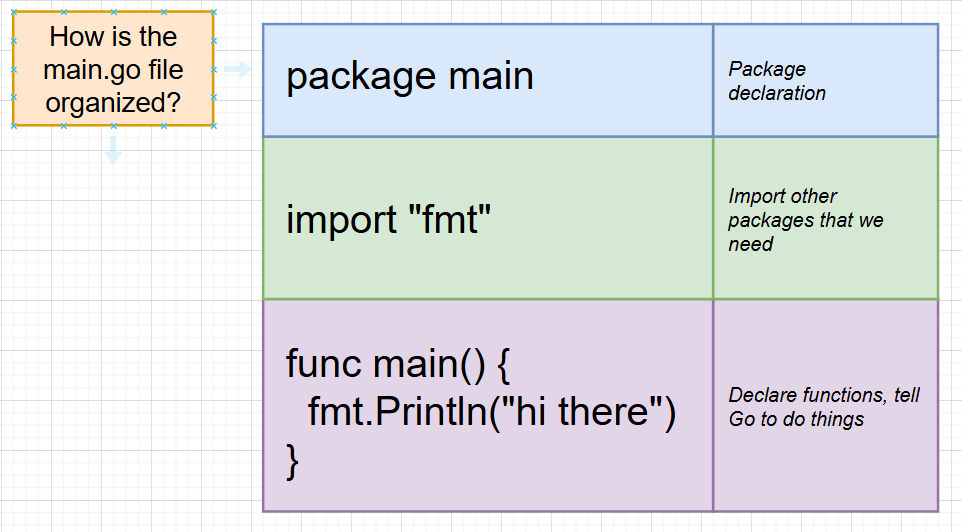 How is the
main.go file
organized?
package main
Package
declaration
import "fmt"
Import other
packages that we
need
func main() {
  fmt.Println("hi there")
}
Declare functions, tell
Go to do things